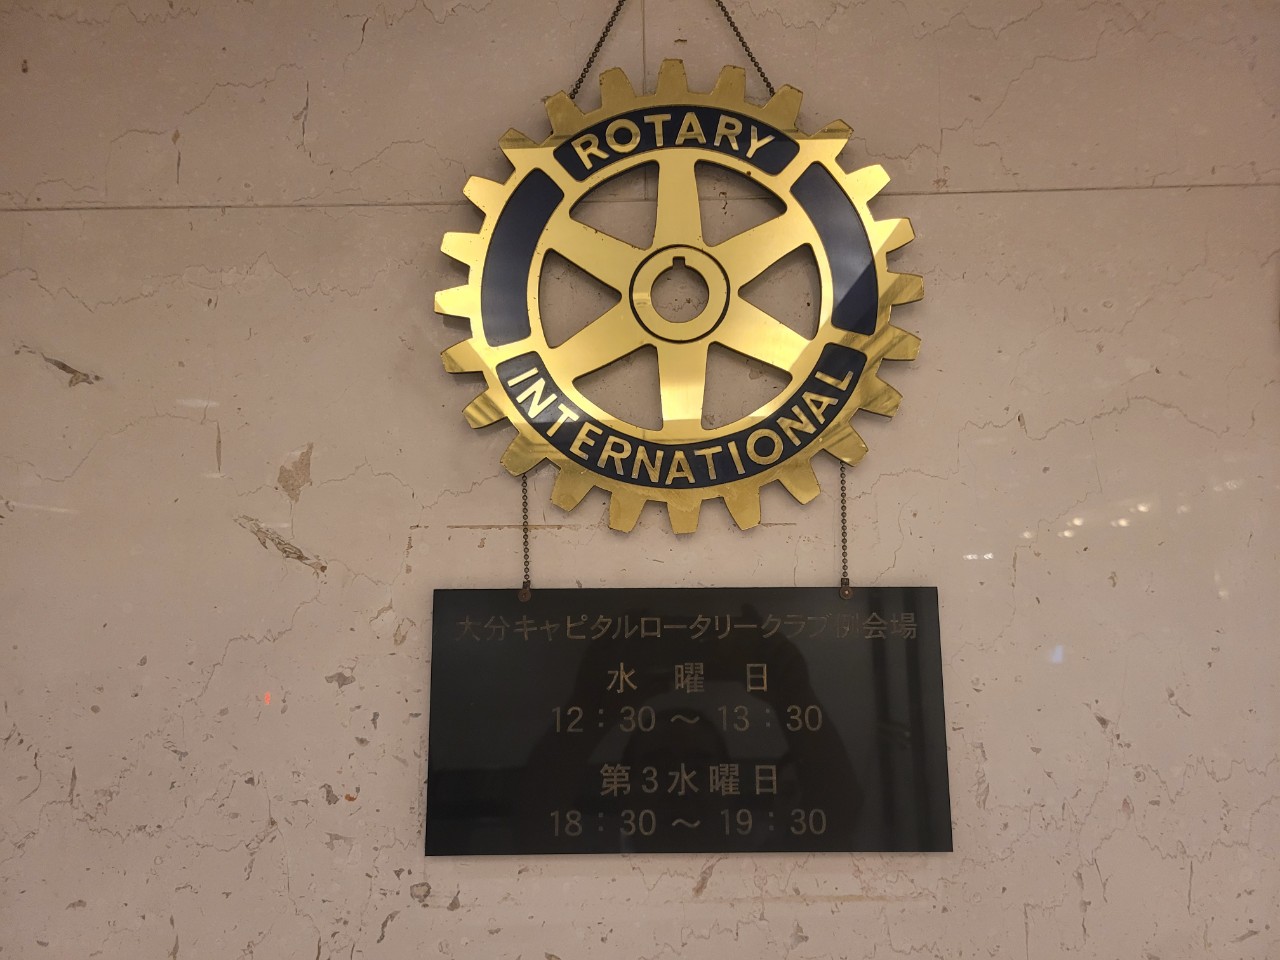 ROTARY
INTERNATIONAL
大分キャピタルロータリークラブ例会場
水曜日
12：30～13：30
第3水曜日
18：30～19：30